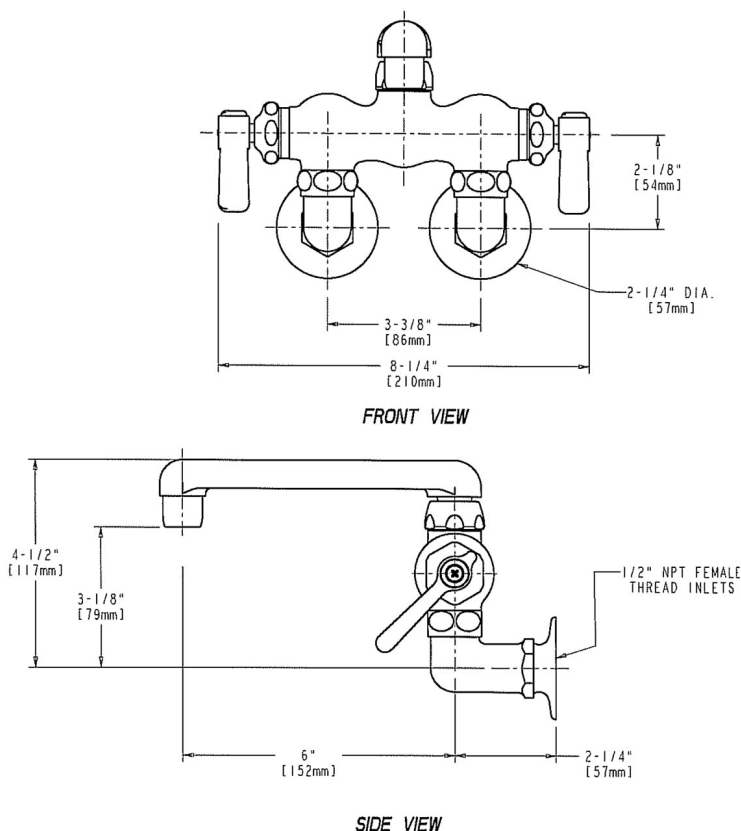 2-1/8"
[54mm]
2-1/4" DIA.
[57mm]
3-3/8"
[86mm]
8-1/4"
[210mm]
FRONT VIEW
4-1/2"
[117mm]
3-1/8"
[79mm]
1/2" NPT FEMALE
THREAD INLETS
6"
[152mm]
2-1/4"
[57mm]
SIDE VIEW